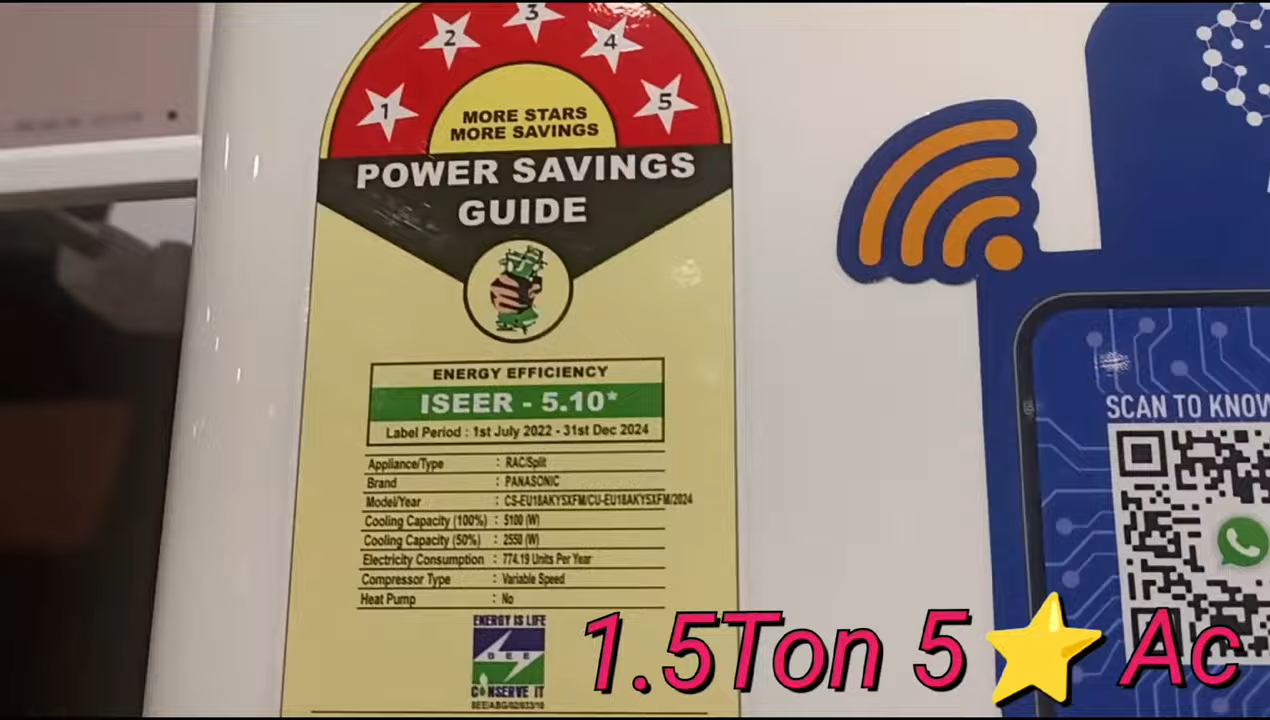 1 2 3 4 5
MORE STARS
MORE SAVINGS
POWER SAVINGS
GUIDE
ENERGY EFFICIENCY
ISEER - 5.10*
Label Period : 1st July 2022 - 31st Dec 2024
Appliance/Type : RAC/Split
Brand : PANASONIC
Model/Year : CS-EU18AKY5XFM/CU-EU18AKY5XFM/2024
Cooling Capacity (100%) : 5100 (W)
Cooling Capacity (50%) : 2550 (W)
Electricity Consumption : 774.19 Units Per Year
Compressor Type : Variable Speed
Heat Pump : No
ENERGY IS LIFE
BEE
CONSERVE IT
SCAN TO KNOW
1.5Ton 5⭐ Ac